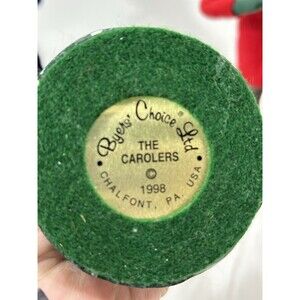 Byers' Choice® Ltd
THE
CAROLERS
©
1998
CHALFONT, PA. USA